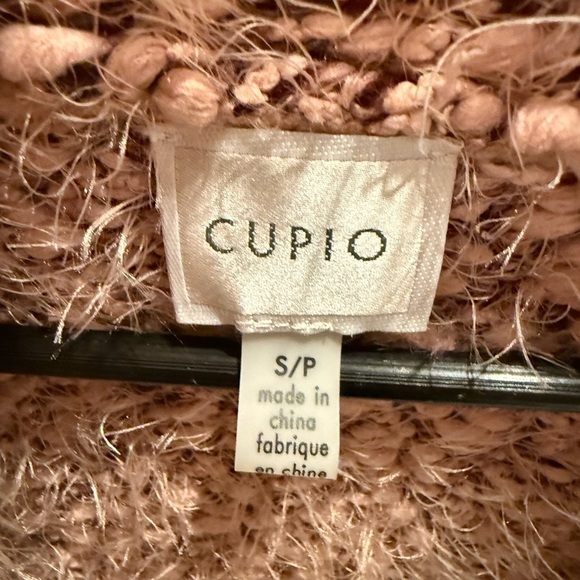 CUPIO
S/P
made in
china
fabrique
en chine